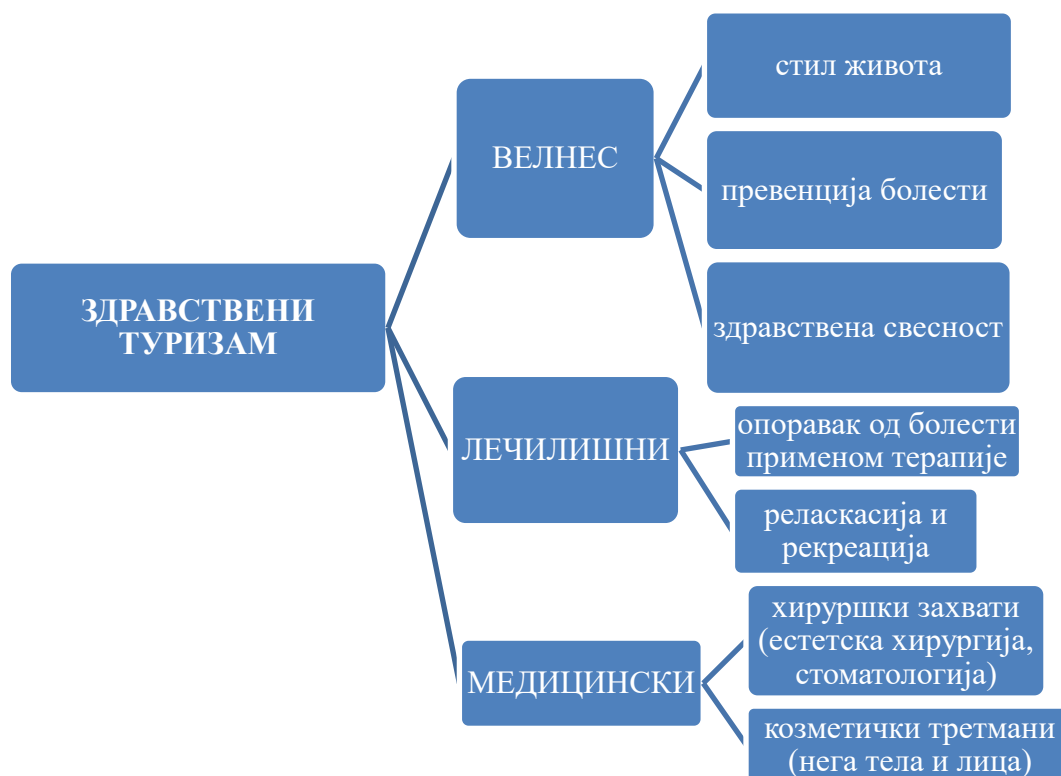 ЗДРАВСТВЕНИ
ТУРИЗАМ
ВЕЛНЕС
стил живота
превенција болести
здравствена свесност
ЛЕЧИЛИШНИ
опоравак од болести
применом терапије
реласкасија и
рекреација
МЕДИЦИНСКИ
хируршки захвати
(естетска хирургија,
стоматологија)
козметички третмани
(нега тела и лица)